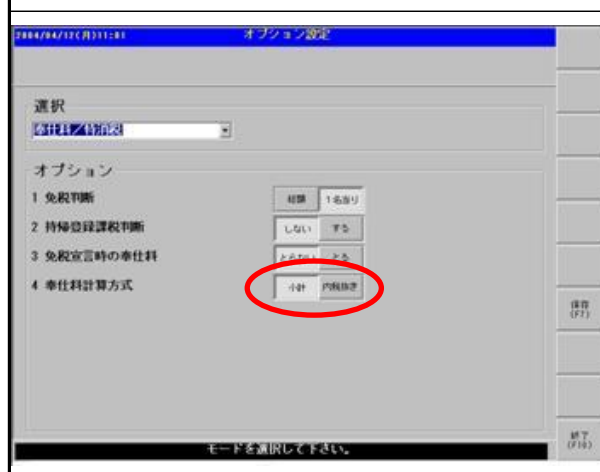 2004/04/12(月)11:01 オプション設定
選択
奉仕料/特消税
オプション
1 免税判断 総額 1名当り
2 持帰登録課税判断 しない する
3 免税宣言時の奉仕料 とらない とる
4 奉仕料計算方式 小計 内税抜き
保存
(F7)
終了
(F10)
モードを選択して下さい。